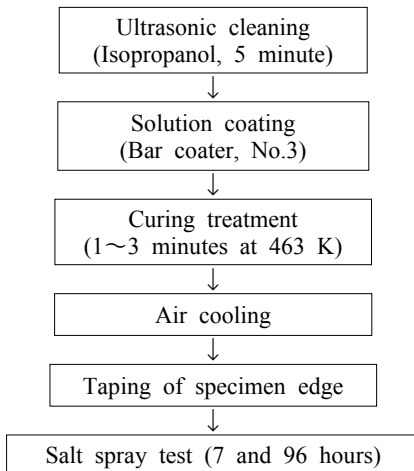 Ultrasonic cleaning
(Isopropanol, 5 minute)
↓
Solution coating
(Bar coater, No.3)
↓
Curing treatment
(1～3 minutes at 463 K)
↓
Air cooling
↓
Taping of specimen edge
↓
Salt spray test (7 and 96 hours)